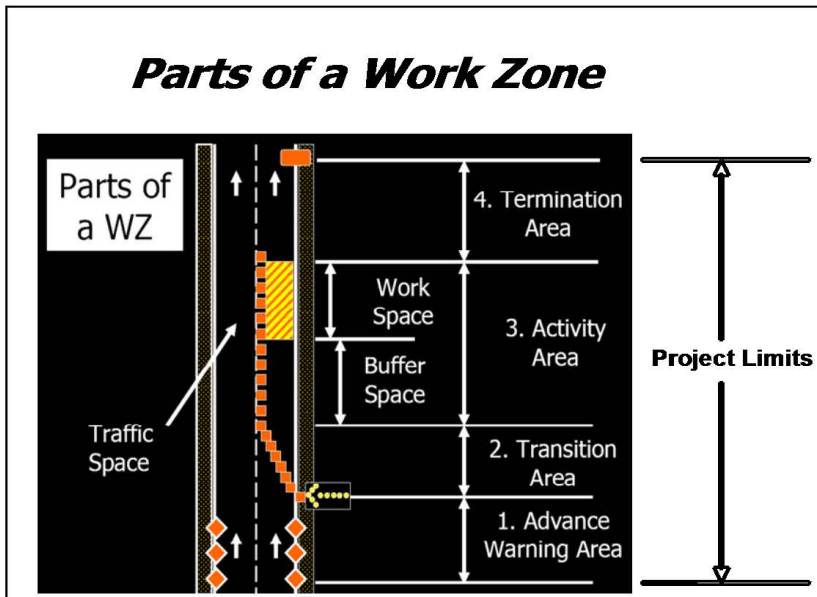 Parts of a Work Zone
Parts of
a WZ
4. Termination
Area
Work
Space
3. Activity
Area
Buffer
Space
Traffic
Space
2. Transition
Area
1. Advance
Warning Area
Project Limits